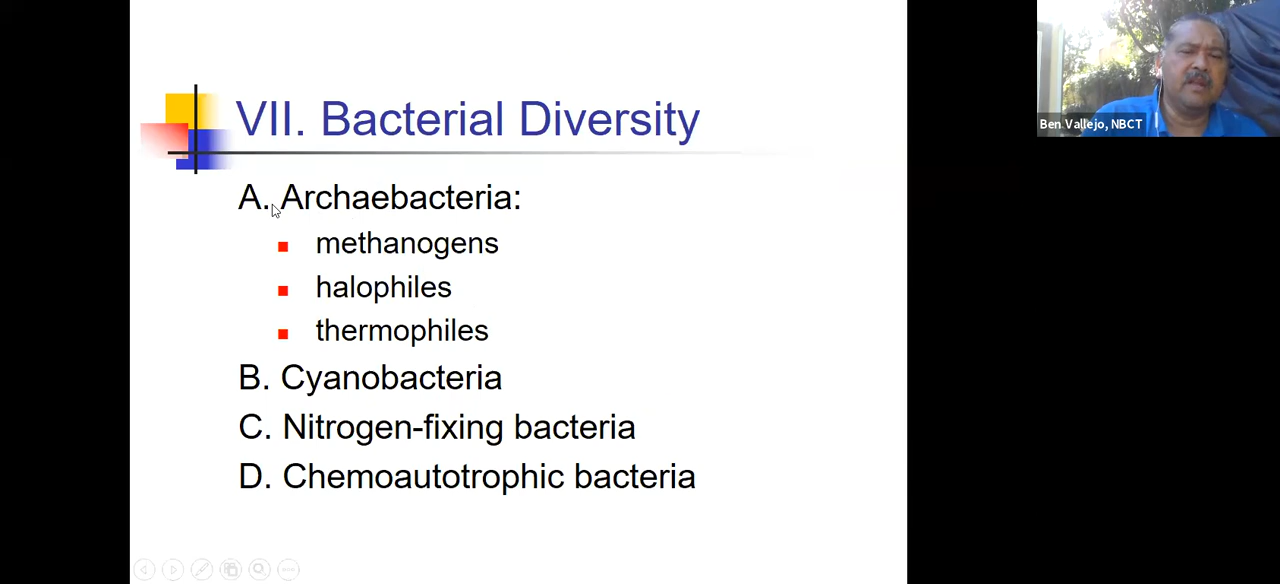 VII. Bacterial Diversity
A. Archaebacteria:
methanogens
halophiles
thermophiles
B. Cyanobacteria
C. Nitrogen-fixing bacteria
D. Chemoautotrophic bacteria
Ben Vallejo, NBCT